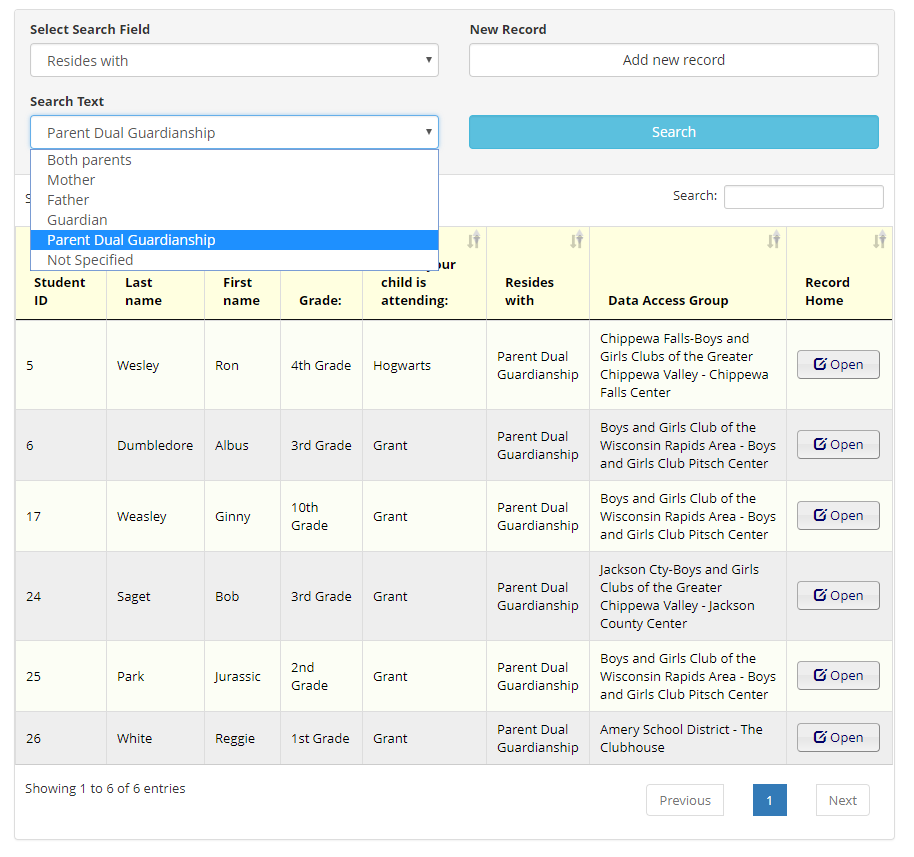 Select Search Field
New Record
Resides with
Add new record
Search Text
Parent Dual Guardianship
Search
Both parents
Mother
Father
Guardian
Parent Dual Guardianship
Not Specified
Search:
Student ID
Last name
First name
Grade:
your child is attending:
Resides with
Data Access Group
Record Home
5
Wesley
Ron
4th Grade
Hogwarts
Parent Dual
Guardianship
Chippewa Falls-Boys and
Girls Clubs of the Greater
Chippewa Valley - Chippewa
Falls Center
Open
6
Dumbledore
Albus
3rd Grade
Grant
Parent Dual
Guardianship
Boys and Girls Club of the
Wisconsin Rapids Area - Boys
and Girls Club Pitsch Center
Open
17
Weasley
Ginny
10th
Grade
Grant
Parent Dual
Guardianship
Boys and Girls Club of the
Wisconsin Rapids Area - Boys
and Girls Club Pitsch Center
Open
24
Saget
Bob
3rd Grade
Grant
Parent Dual
Guardianship
Jackson Cty-Boys and Girls
Clubs of the Greater
Chippewa Valley - Jackson
County Center
Open
25
Park
Jurassic
2nd
Grade
Grant
Parent Dual
Guardianship
Boys and Girls Club of the
Wisconsin Rapids Area - Boys
and Girls Club Pitsch Center
Open
26
White
Reggie
1st Grade
Grant
Parent Dual
Guardianship
Amery School District - The
Clubhouse
Open
Showing 1 to 6 of 6 entries
Previous
1
Next